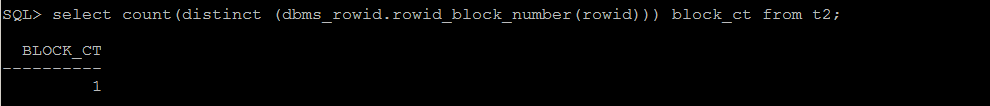 SQL> select count(distinct (dbms_rowid.rowid_block_number(rowid))) block_ct from t2;
BLOCK_CT
----------
1